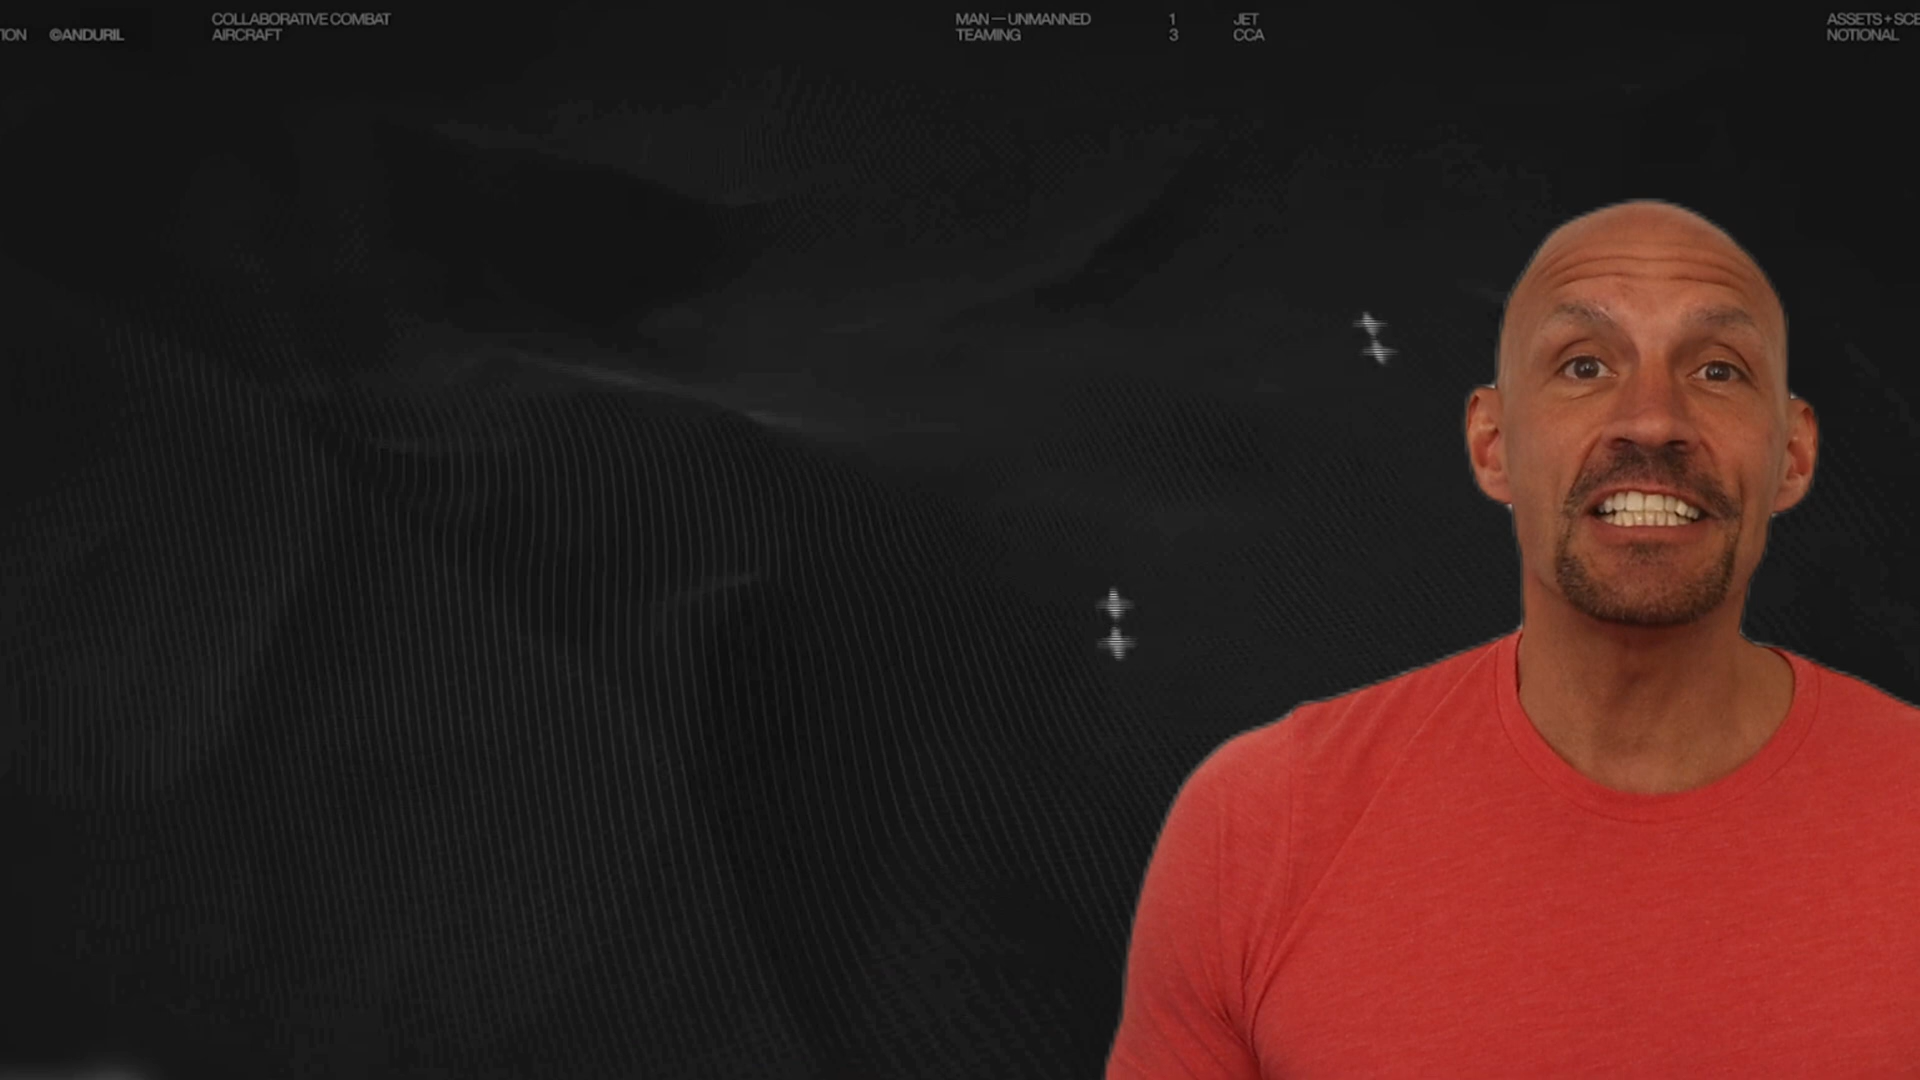 ION ©ANDURIL
COLLABORATIVE COMBAT
AIRCRAFT
MAN — UNMANNED
TEAMING
1 JET
3 CCA
ASSETS + SCE
NOTIONAL